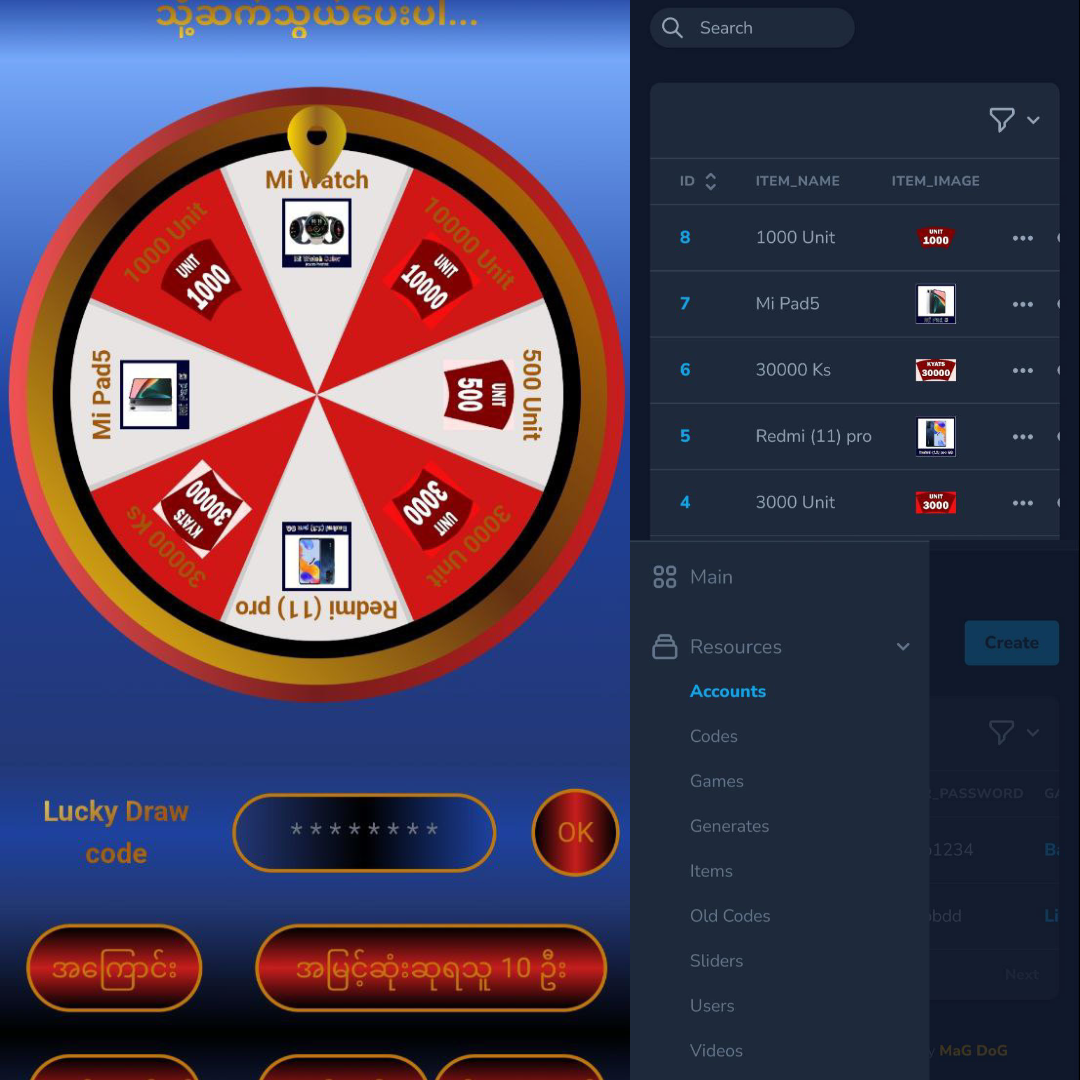 သို့ဆက်သွယ်ပေးပါ...
Mi Watch
10000 Unit
UNIT
10000
500 Unit
UNIT
500
3000 Unit
UNIT
3000
Redmi (11) pro
30000 Ks
KYATS
30000
Mi Pad5
1000 Unit
UNIT
1000
Lucky Draw
code
********
OK
အကြောင်း
အမြင့်ဆုံးဆုရသူ 10 ဦး
Search
ID ITEM_NAME ITEM_IMAGE
8 1000 Unit UNIT 1000
7 Mi Pad5
6 30000 Ks KYATS 30000
5 Redmi (11) pro
4 3000 Unit UNIT 3000
Main
Resources
Create
Accounts
Codes
Games
Generates
Items
Old Codes
Sliders
Users
Videos
_PASSWORD GA
1234 Ba
bdd Li
Next
MaG DoG